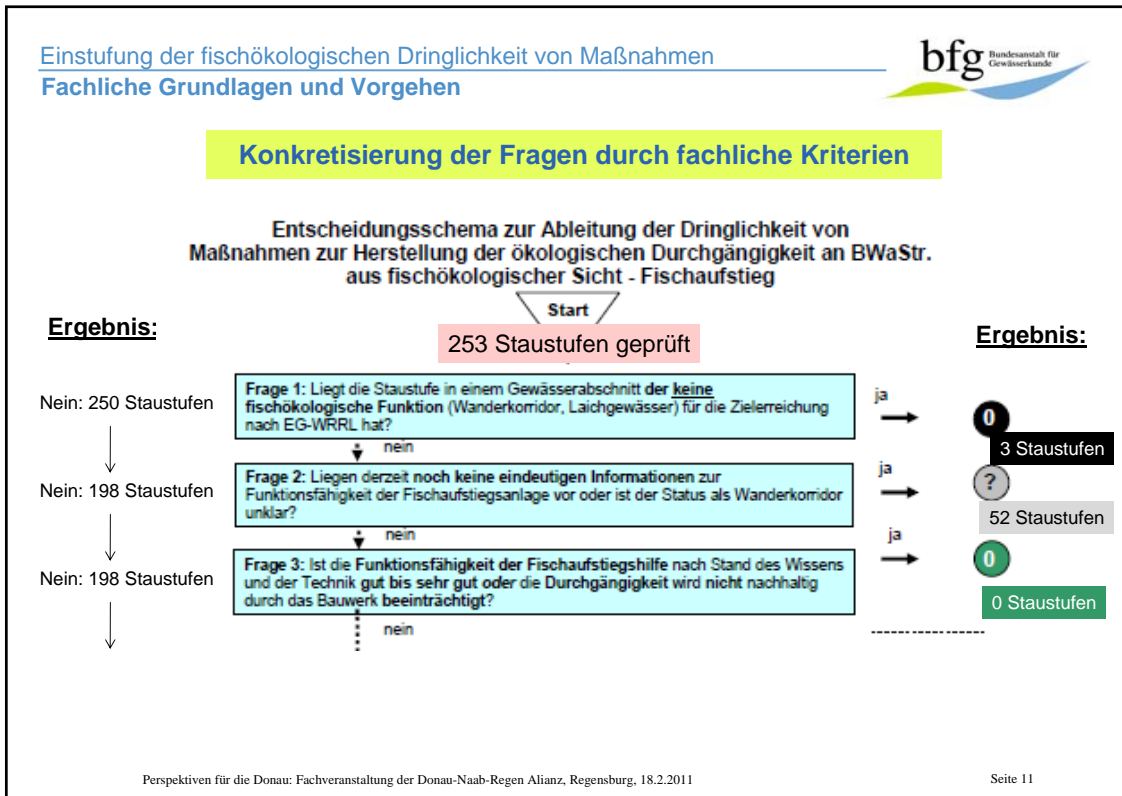 Einstufung der fischökologischen Dringlichkeit von Maßnahmen
Fachliche Grundlagen und Vorgehen
bfg Bundesanstalt für
Gewässerkunde
Konkretisierung der Fragen durch fachliche Kriterien
Entscheidungsschema zur Ableitung der Dringlichkeit von
Maßnahmen zur Herstellung der ökologischen Durchgängigkeit an BWaStr.
aus fischökologischer Sicht - Fischaufstieg
Start
Ergebnis:
253 Staustufen geprüft
Ergebnis:
Nein: 250 Staustufen
Frage 1: Liegt die Staustufe in einem Gewässerabschnitt der keine
fischökologische Funktion (Wanderkorridor, Laichgewässer) für die Zielerreichung
nach EG-WRRL hat?
ja
0
3 Staustufen
nein
Nein: 198 Staustufen
Frage 2: Liegen derzeit noch keine eindeutigen Informationen zur
Funktionsfähigkeit der Fischaufstiegsanlage vor oder ist der Status als Wanderkorridor
unklar?
ja
?
52 Staustufen
nein
Nein: 198 Staustufen
Frage 3: Ist die Funktionsfähigkeit der Fischaufstiegshilfe nach Stand des Wissens
und der Technik gut bis sehr gut oder die Durchgängigkeit wird nicht nachhaltig
durch das Bauwerk beeinträchtigt?
ja
0
0 Staustufen
nein
Perspektiven für die Donau: Fachveranstaltung der Donau-Naab-Regen Alianz, Regensburg, 18.2.2011
Seite 11